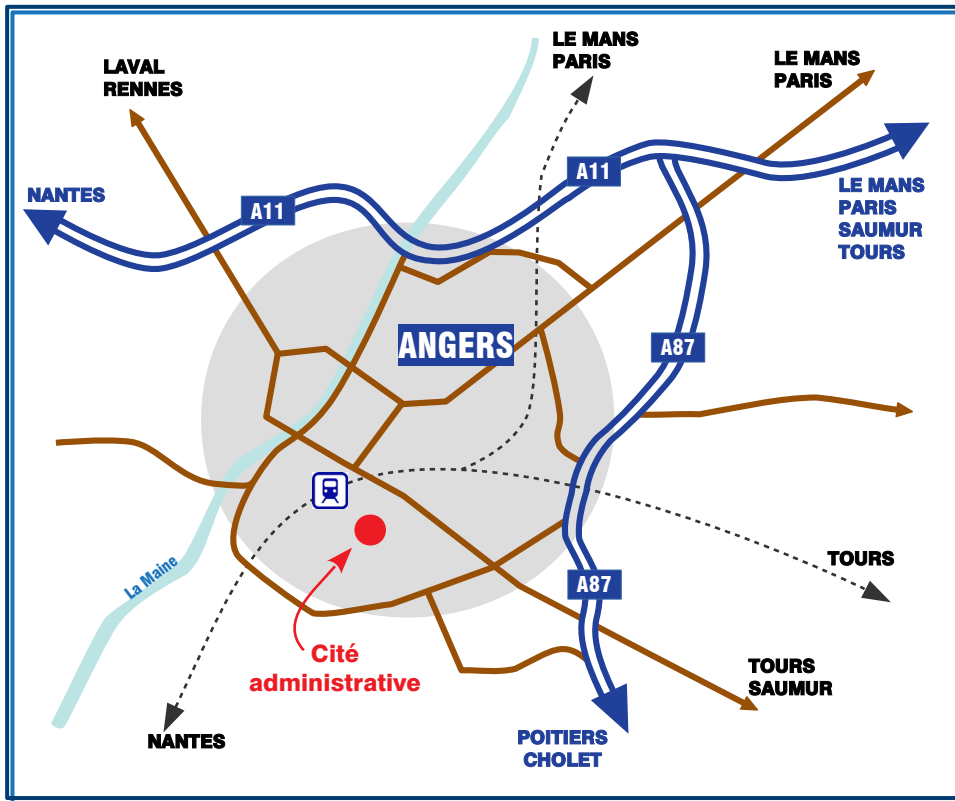 LE MANS
PARIS
LE MANS
PARIS
LAVAL
RENNES
A11
NANTES
A11
LE MANS
PARIS
SAUMUR
TOURS
ANGERS
A87
La Maine
TOURS
A87
Cité
administrative
TOURS
SAUMUR
NANTES
POITIERS
CHOLET